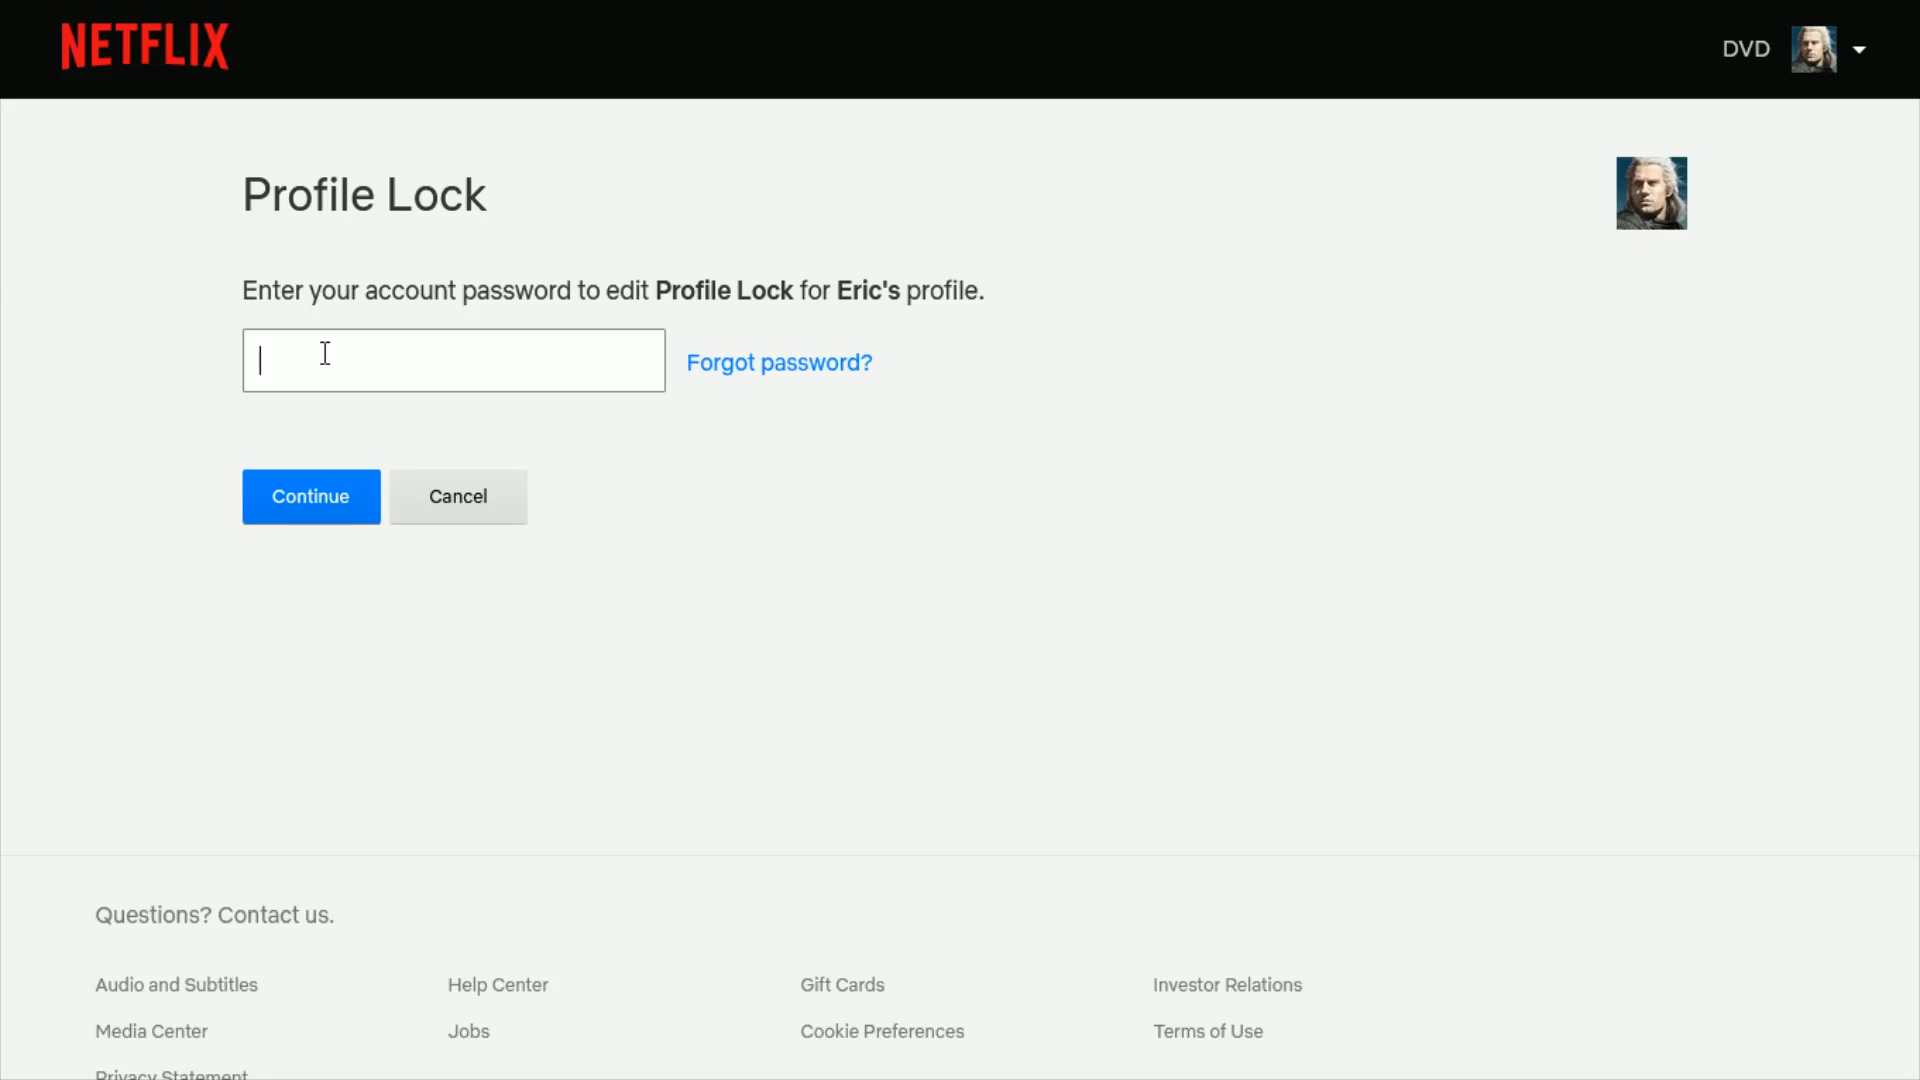 NETFLIX
DVD
Profile Lock
Enter your account password to edit Profile Lock for Eric's profile.
Forgot password?
Continue Cancel
Questions? Contact us.
Audio and Subtitles Help Center Gift Cards Investor Relations
Media Center Jobs Cookie Preferences Terms of Use
Privacy Statement